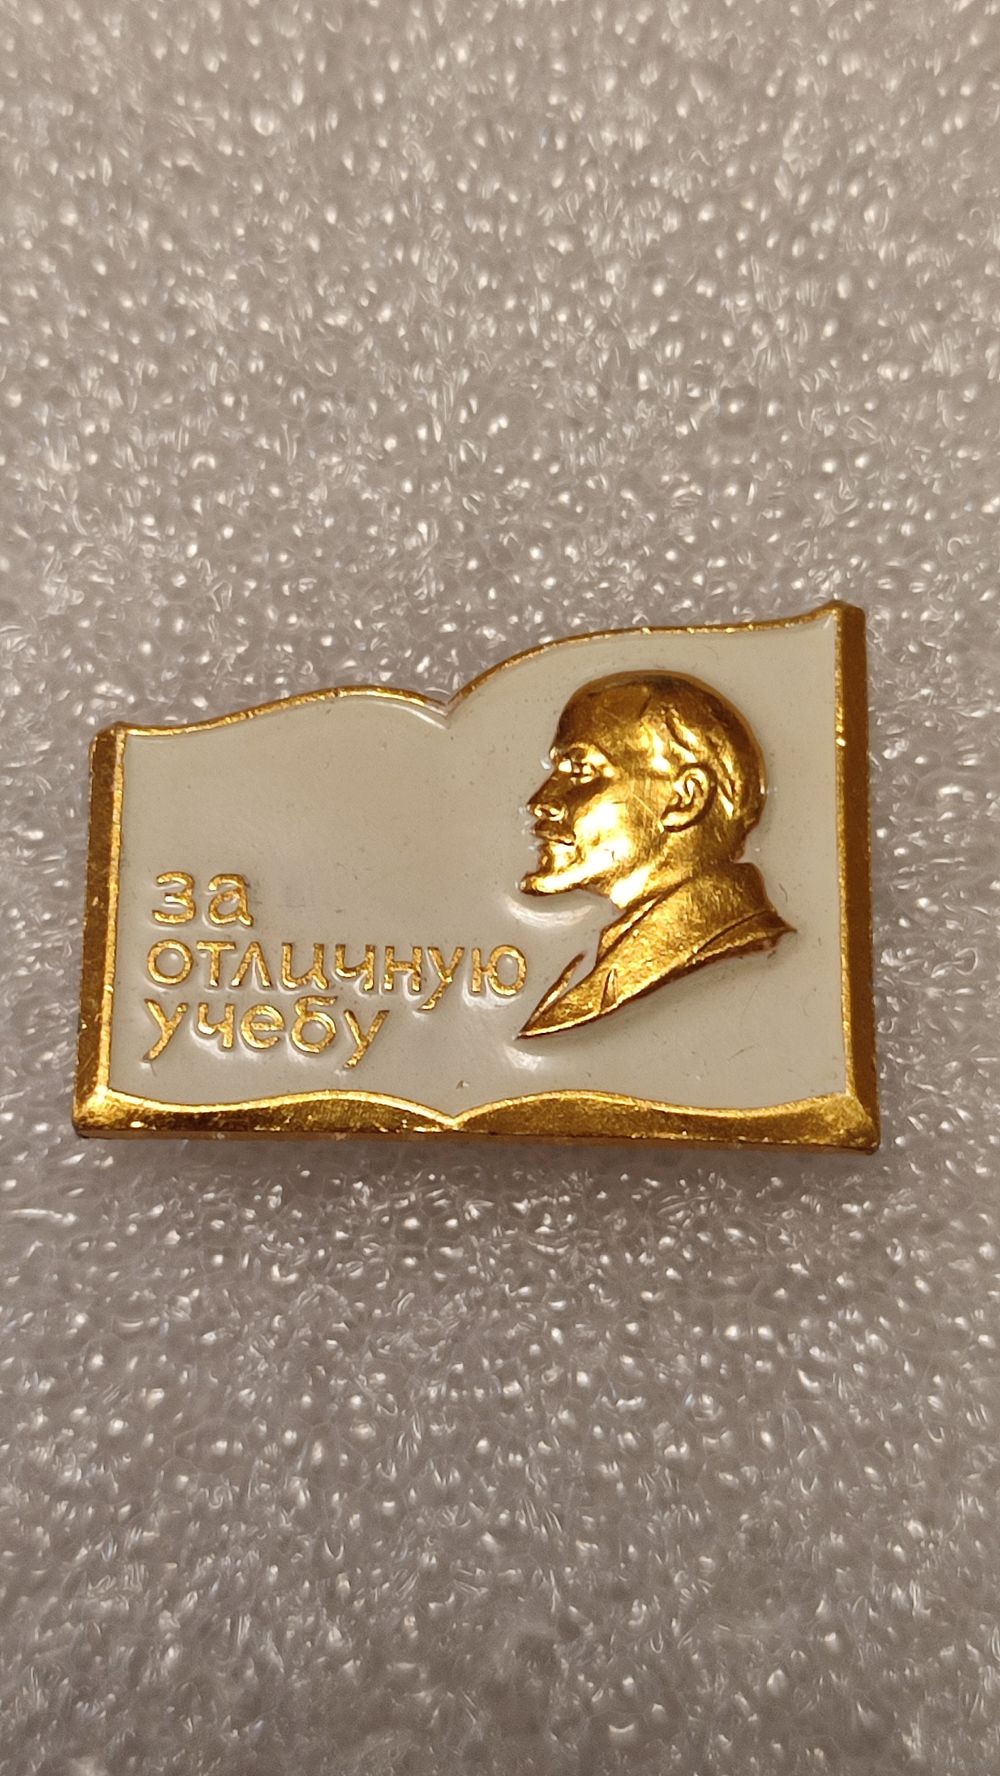 за
отличную
учебу